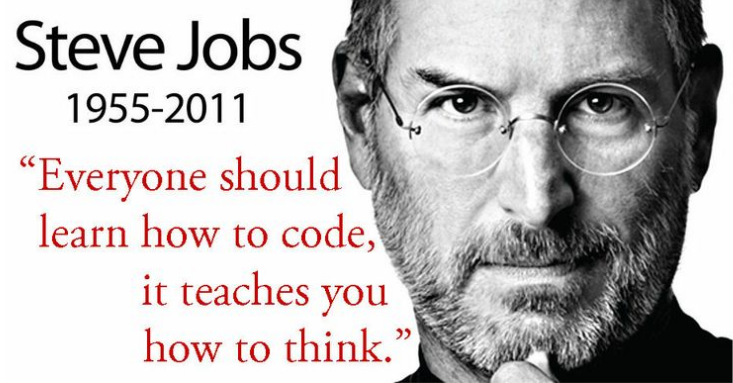 Steve Jobs
1955-2011
“Everyone should
learn how to code,
it teaches you
how to think.”